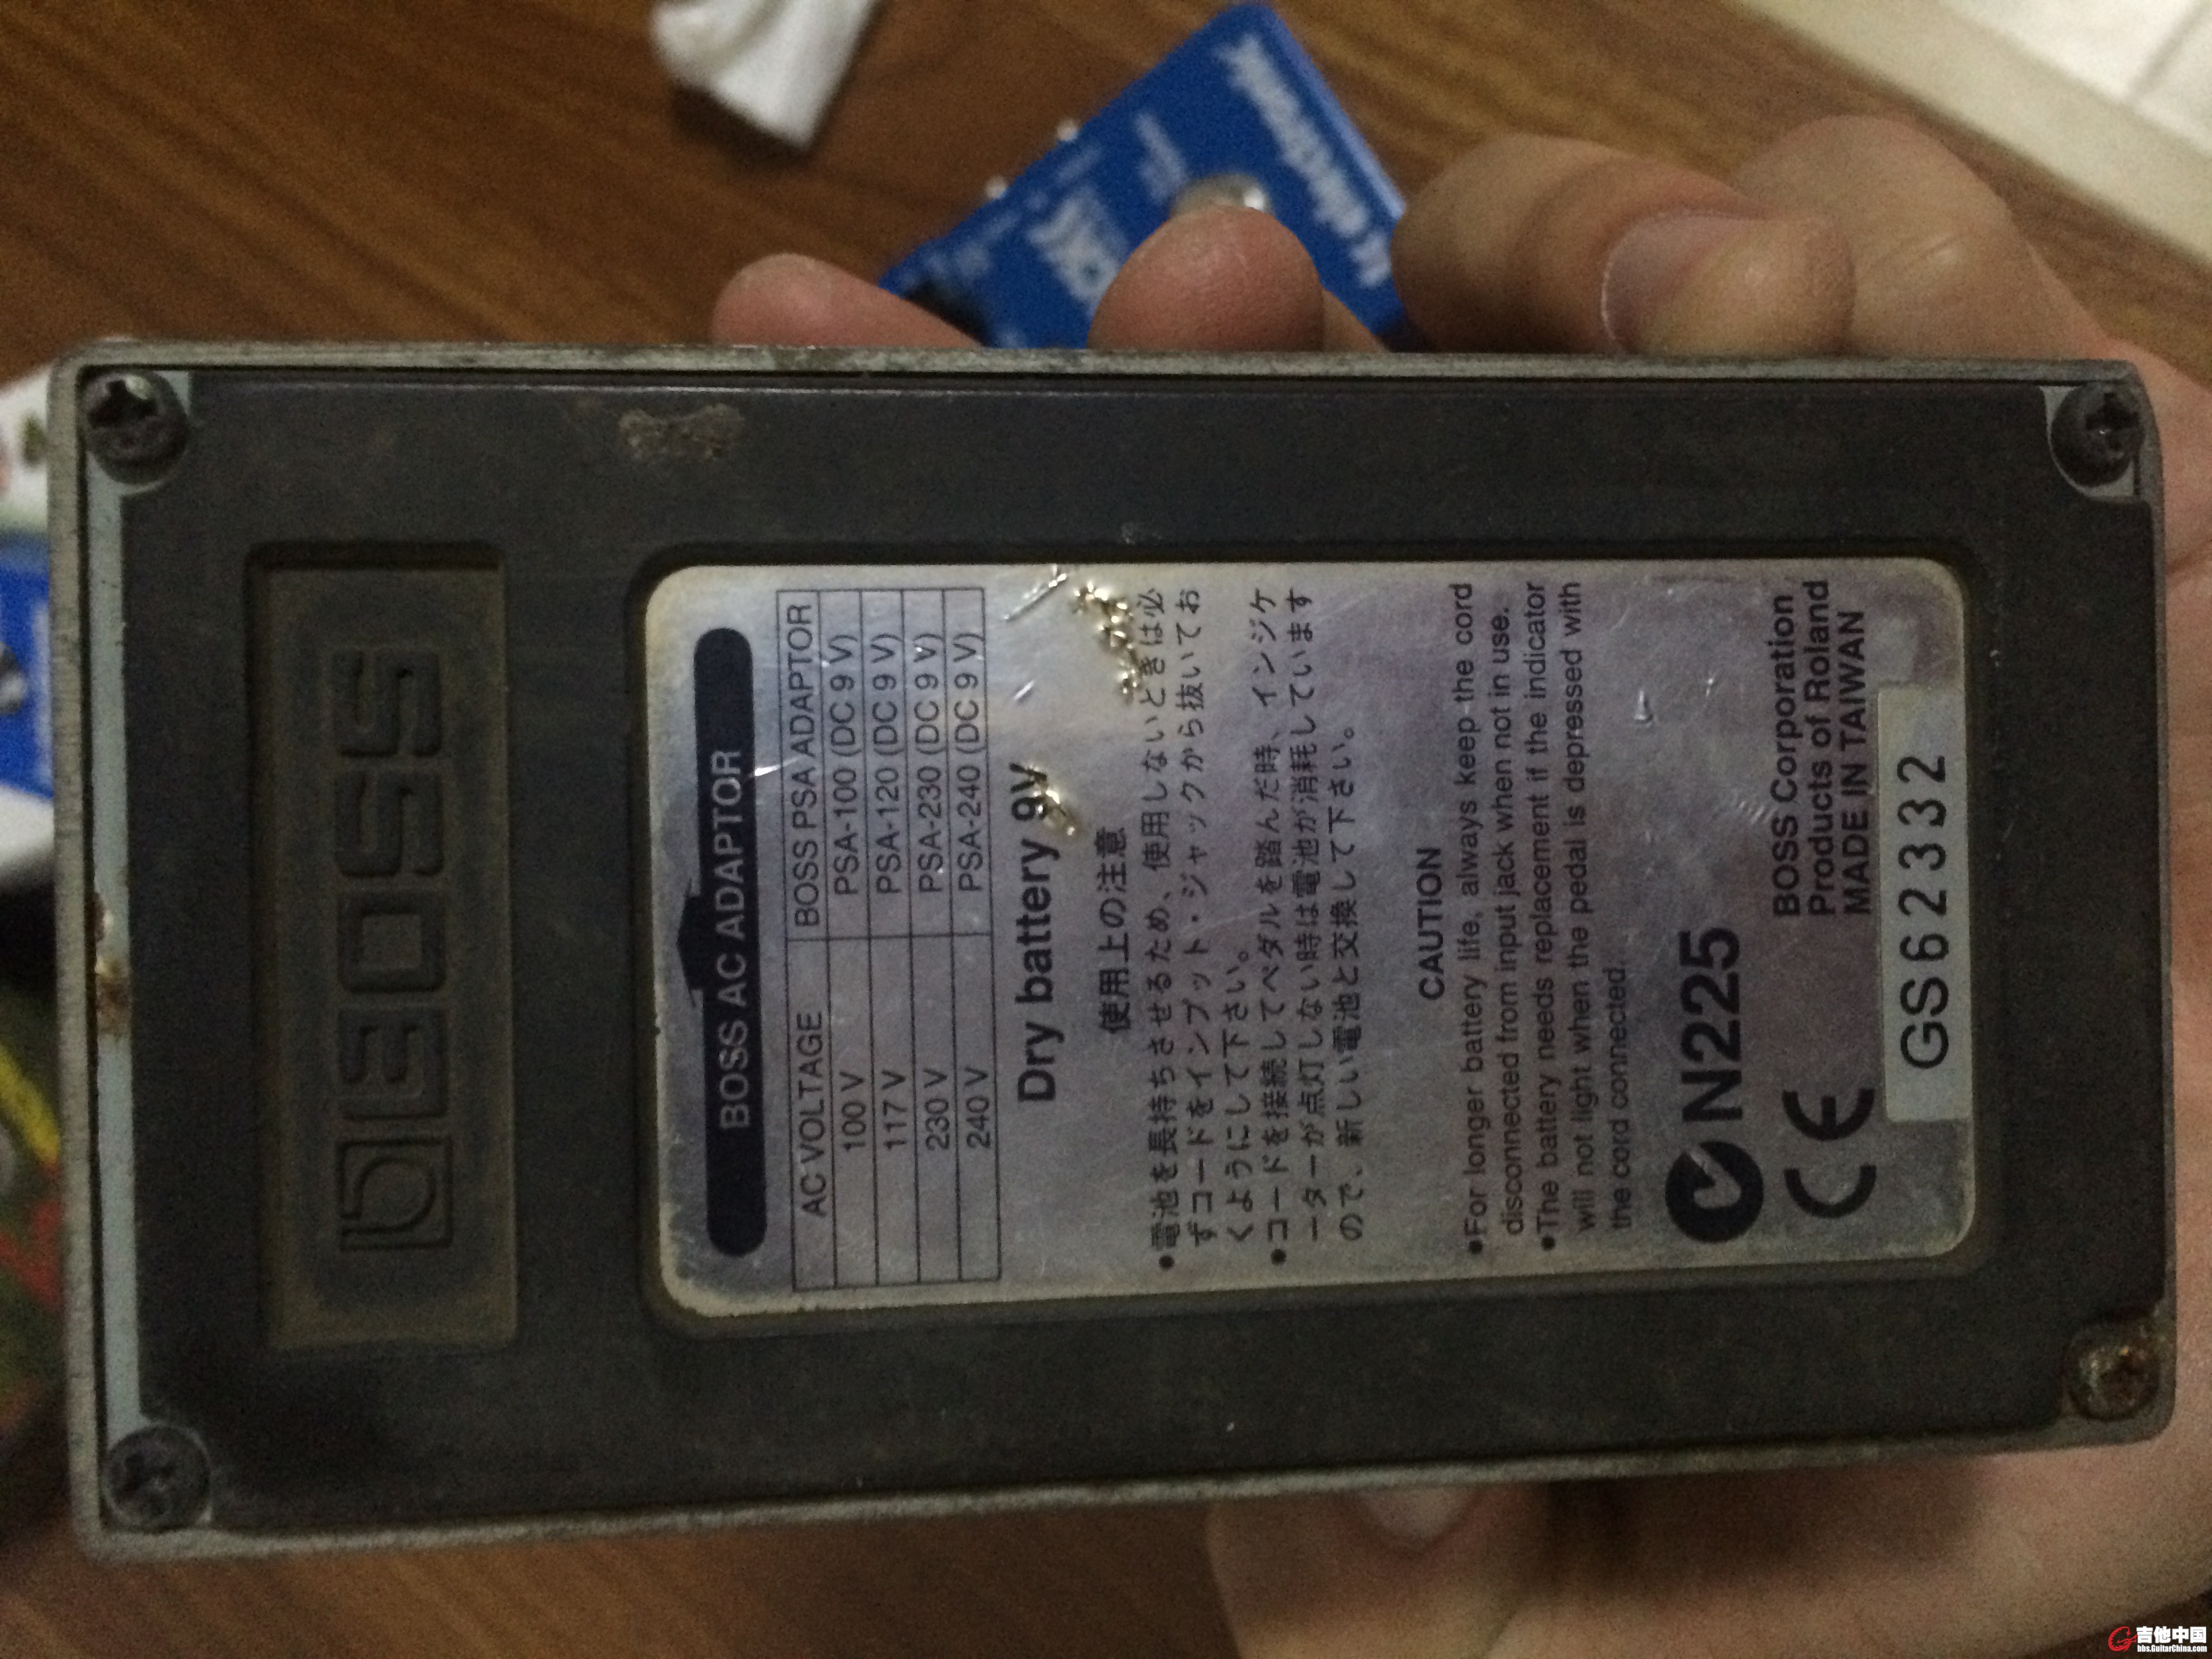 BOSS
BOSS AC ADAPTOR
AC VOLTAGE BOSS PSA ADAPTOR
100 V PSA-100 (DC 9 V)
117 V PSA-120 (DC 9 V)
230 V PSA-230 (DC 9 V)
240 V PSA-240 (DC 9 V)
Dry battery 9V
使用上の注意
•電池を長持ちさせるため、使用しないときは必
ずコードをインプット・ジャックから抜いてお
くようにして下さい。
•コードを接続してペダルを踏んだ時、インジケ
ーターが点灯しない時は電池が消耗しています
ので、新しい電池と交換して下さい。
CAUTION
•For longer battery life, always keep the cord
disconnected from input jack when not in use.
•The battery needs replacement if the indicator
will not light when the pedal is depressed with
the cord connected.
N225
CE
BOSS Corporation
Products of Roland
MADE IN TAIWAN
GS62332
t.c. electronic
吉他中国
bbs.GuitarChina.com